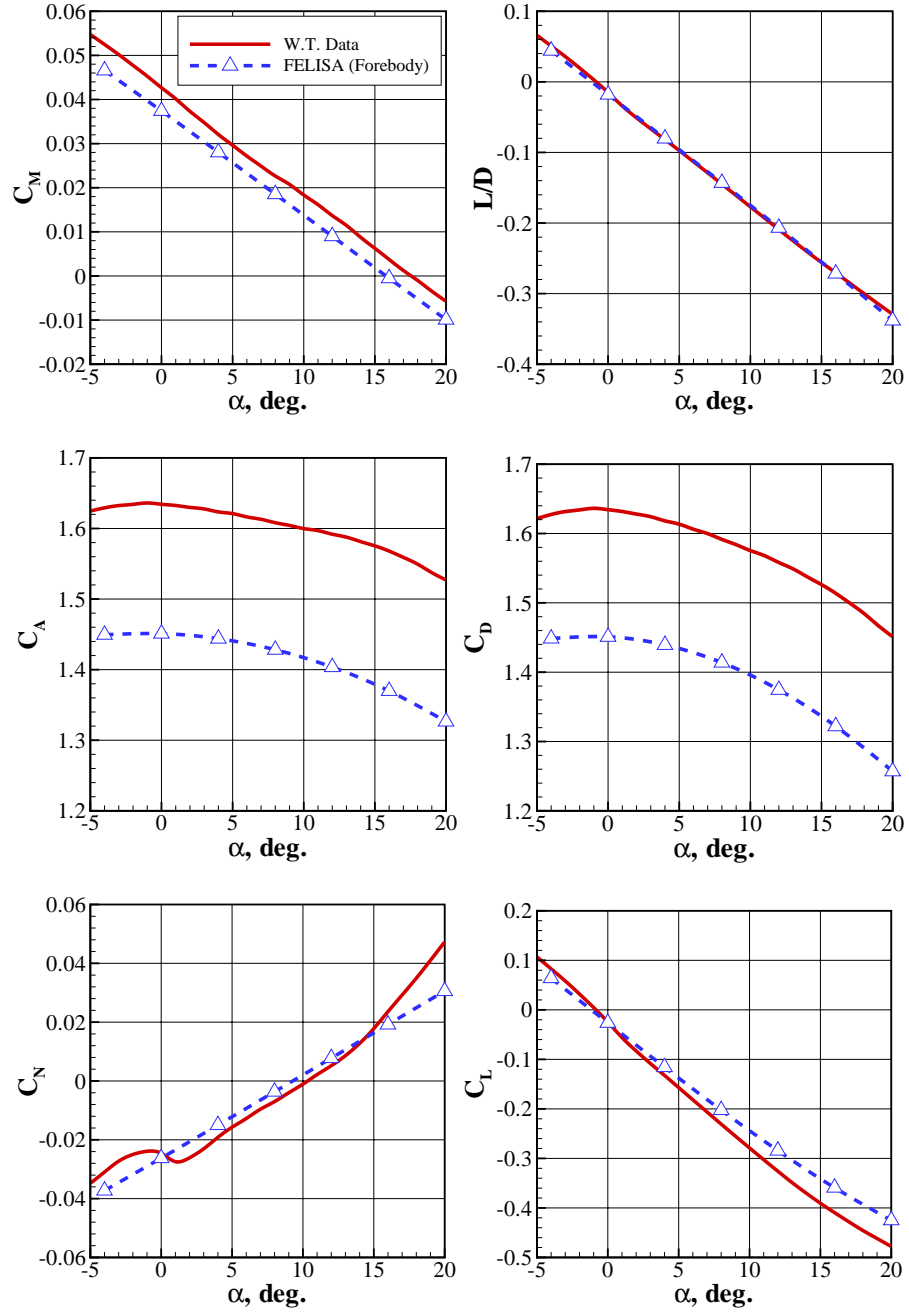 0.06
0.05
0.04
0.03
0.02
0.01
0
-0.01
-0.02
C_M
W.T. Data
FELISA (Forebody)
-5 0 5 10 15 20
α, deg.
0.1
0
-0.1
-0.2
-0.3
-0.4
L/D
-5 0 5 10 15 20
α, deg.
1.7
1.6
1.5
1.4
1.3
1.2
C_A
-5 0 5 10 15 20
α, deg.
1.7
1.6
1.5
1.4
1.3
1.2
C_D
-5 0 5 10 15 20
α, deg.
0.06
0.04
0.02
0
-0.02
-0.04
-0.06
C_N
-5 0 5 10 15 20
α, deg.
0.2
0.1
0
-0.1
-0.2
-0.3
-0.4
-0.5
C_L
-5 0 5 10 15 20
α, deg.